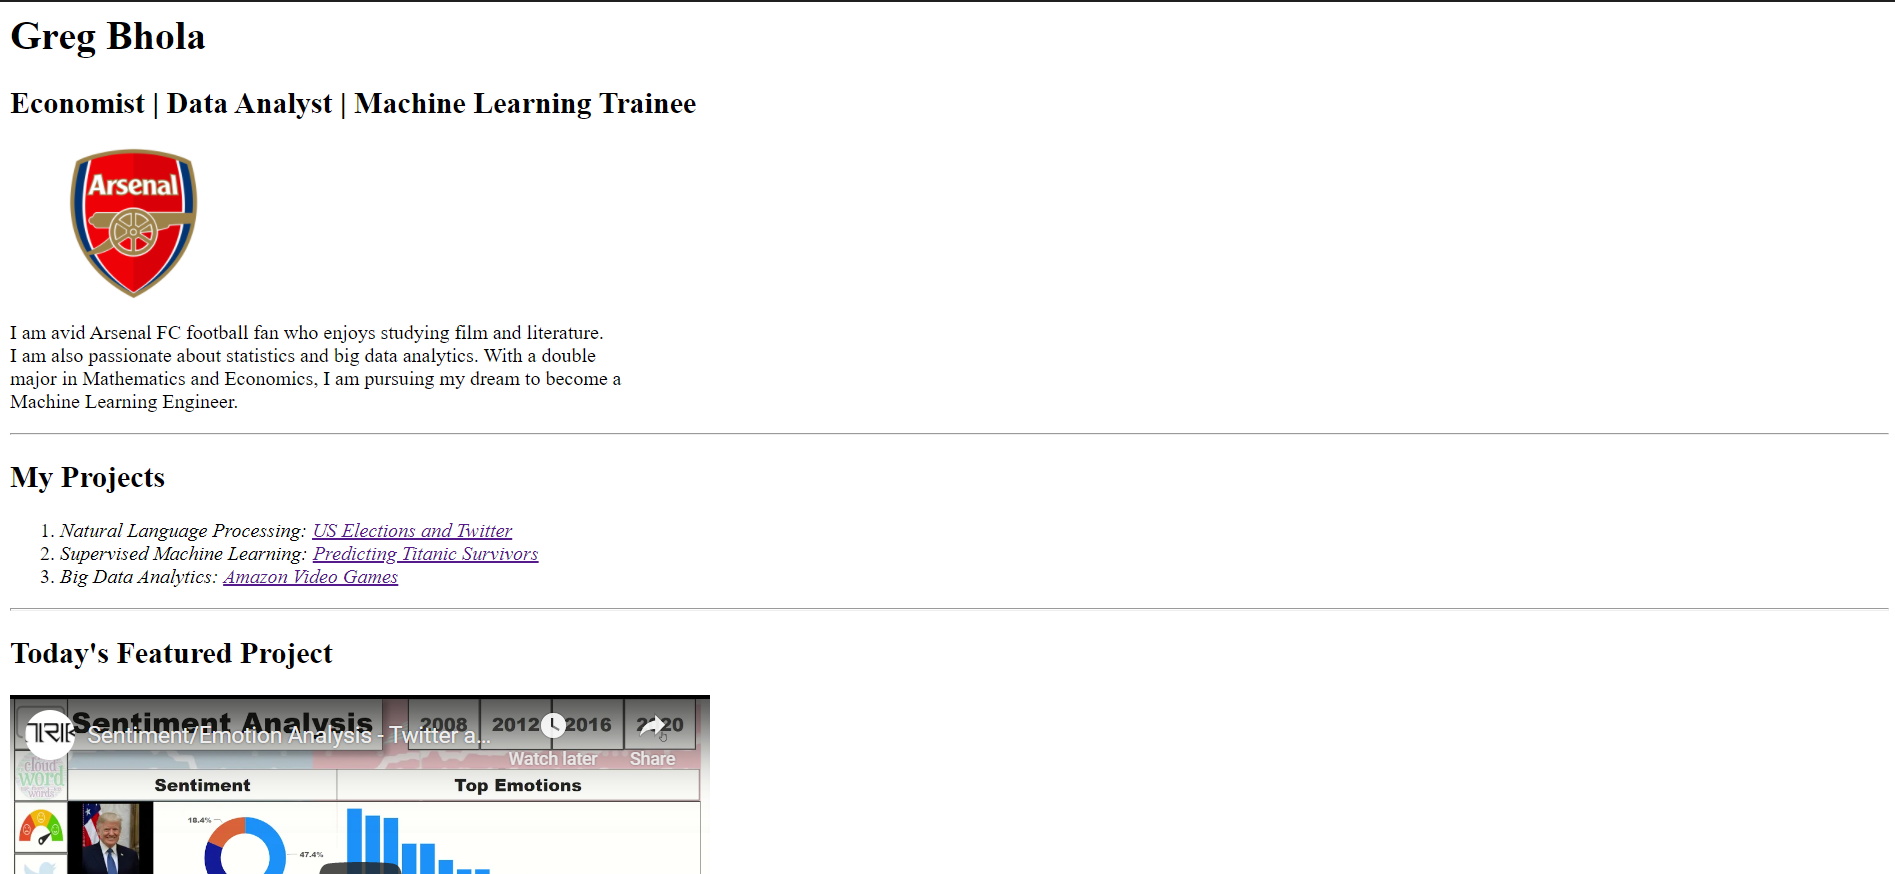 Greg Bhola
Economist | Data Analyst | Machine Learning Trainee
Arsenal
I am avid Arsenal FC football fan who enjoys studying film and literature.
I am also passionate about statistics and big data analytics. With a double
major in Mathematics and Economics, I am pursuing my dream to become a
Machine Learning Engineer.
My Projects
1. Natural Language Processing: US Elections and Twitter
2. Supervised Machine Learning: Predicting Titanic Survivors
3. Big Data Analytics: Amazon Video Games
Today's Featured Project
Sentiment Analysis 2008 2012 2016 2020
Sentiment/Emotion Analysis - Twitter a...
Watch later Share
cloud
word
words
Sentiment Top Emotions
18.4%
47.4%